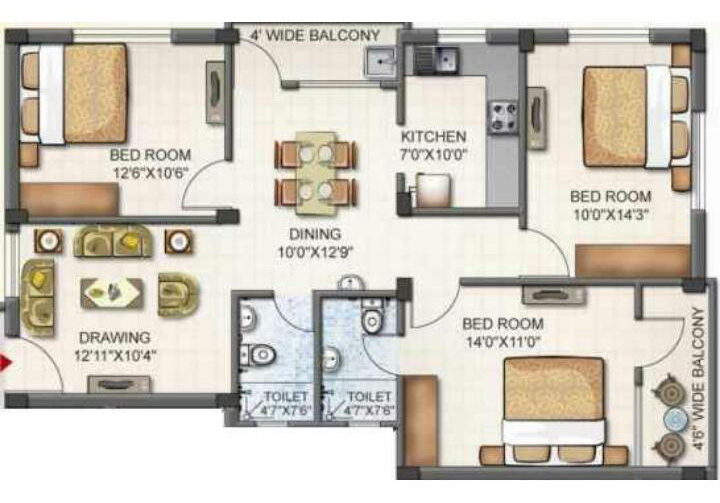 4' WIDE BALCONY
BED ROOM
12'6"X10'6"
KITCHEN
7'0"X10'0"
BED ROOM
10'0"X14'3"
DINING
10'0"X12'9"
DRAWING
12'11"X10'4"
BED ROOM
14'0"X11'0"
TOILET
4'7"X7'6"
TOILET
4'7"X7'6"
4'6" WIDE BALCONY